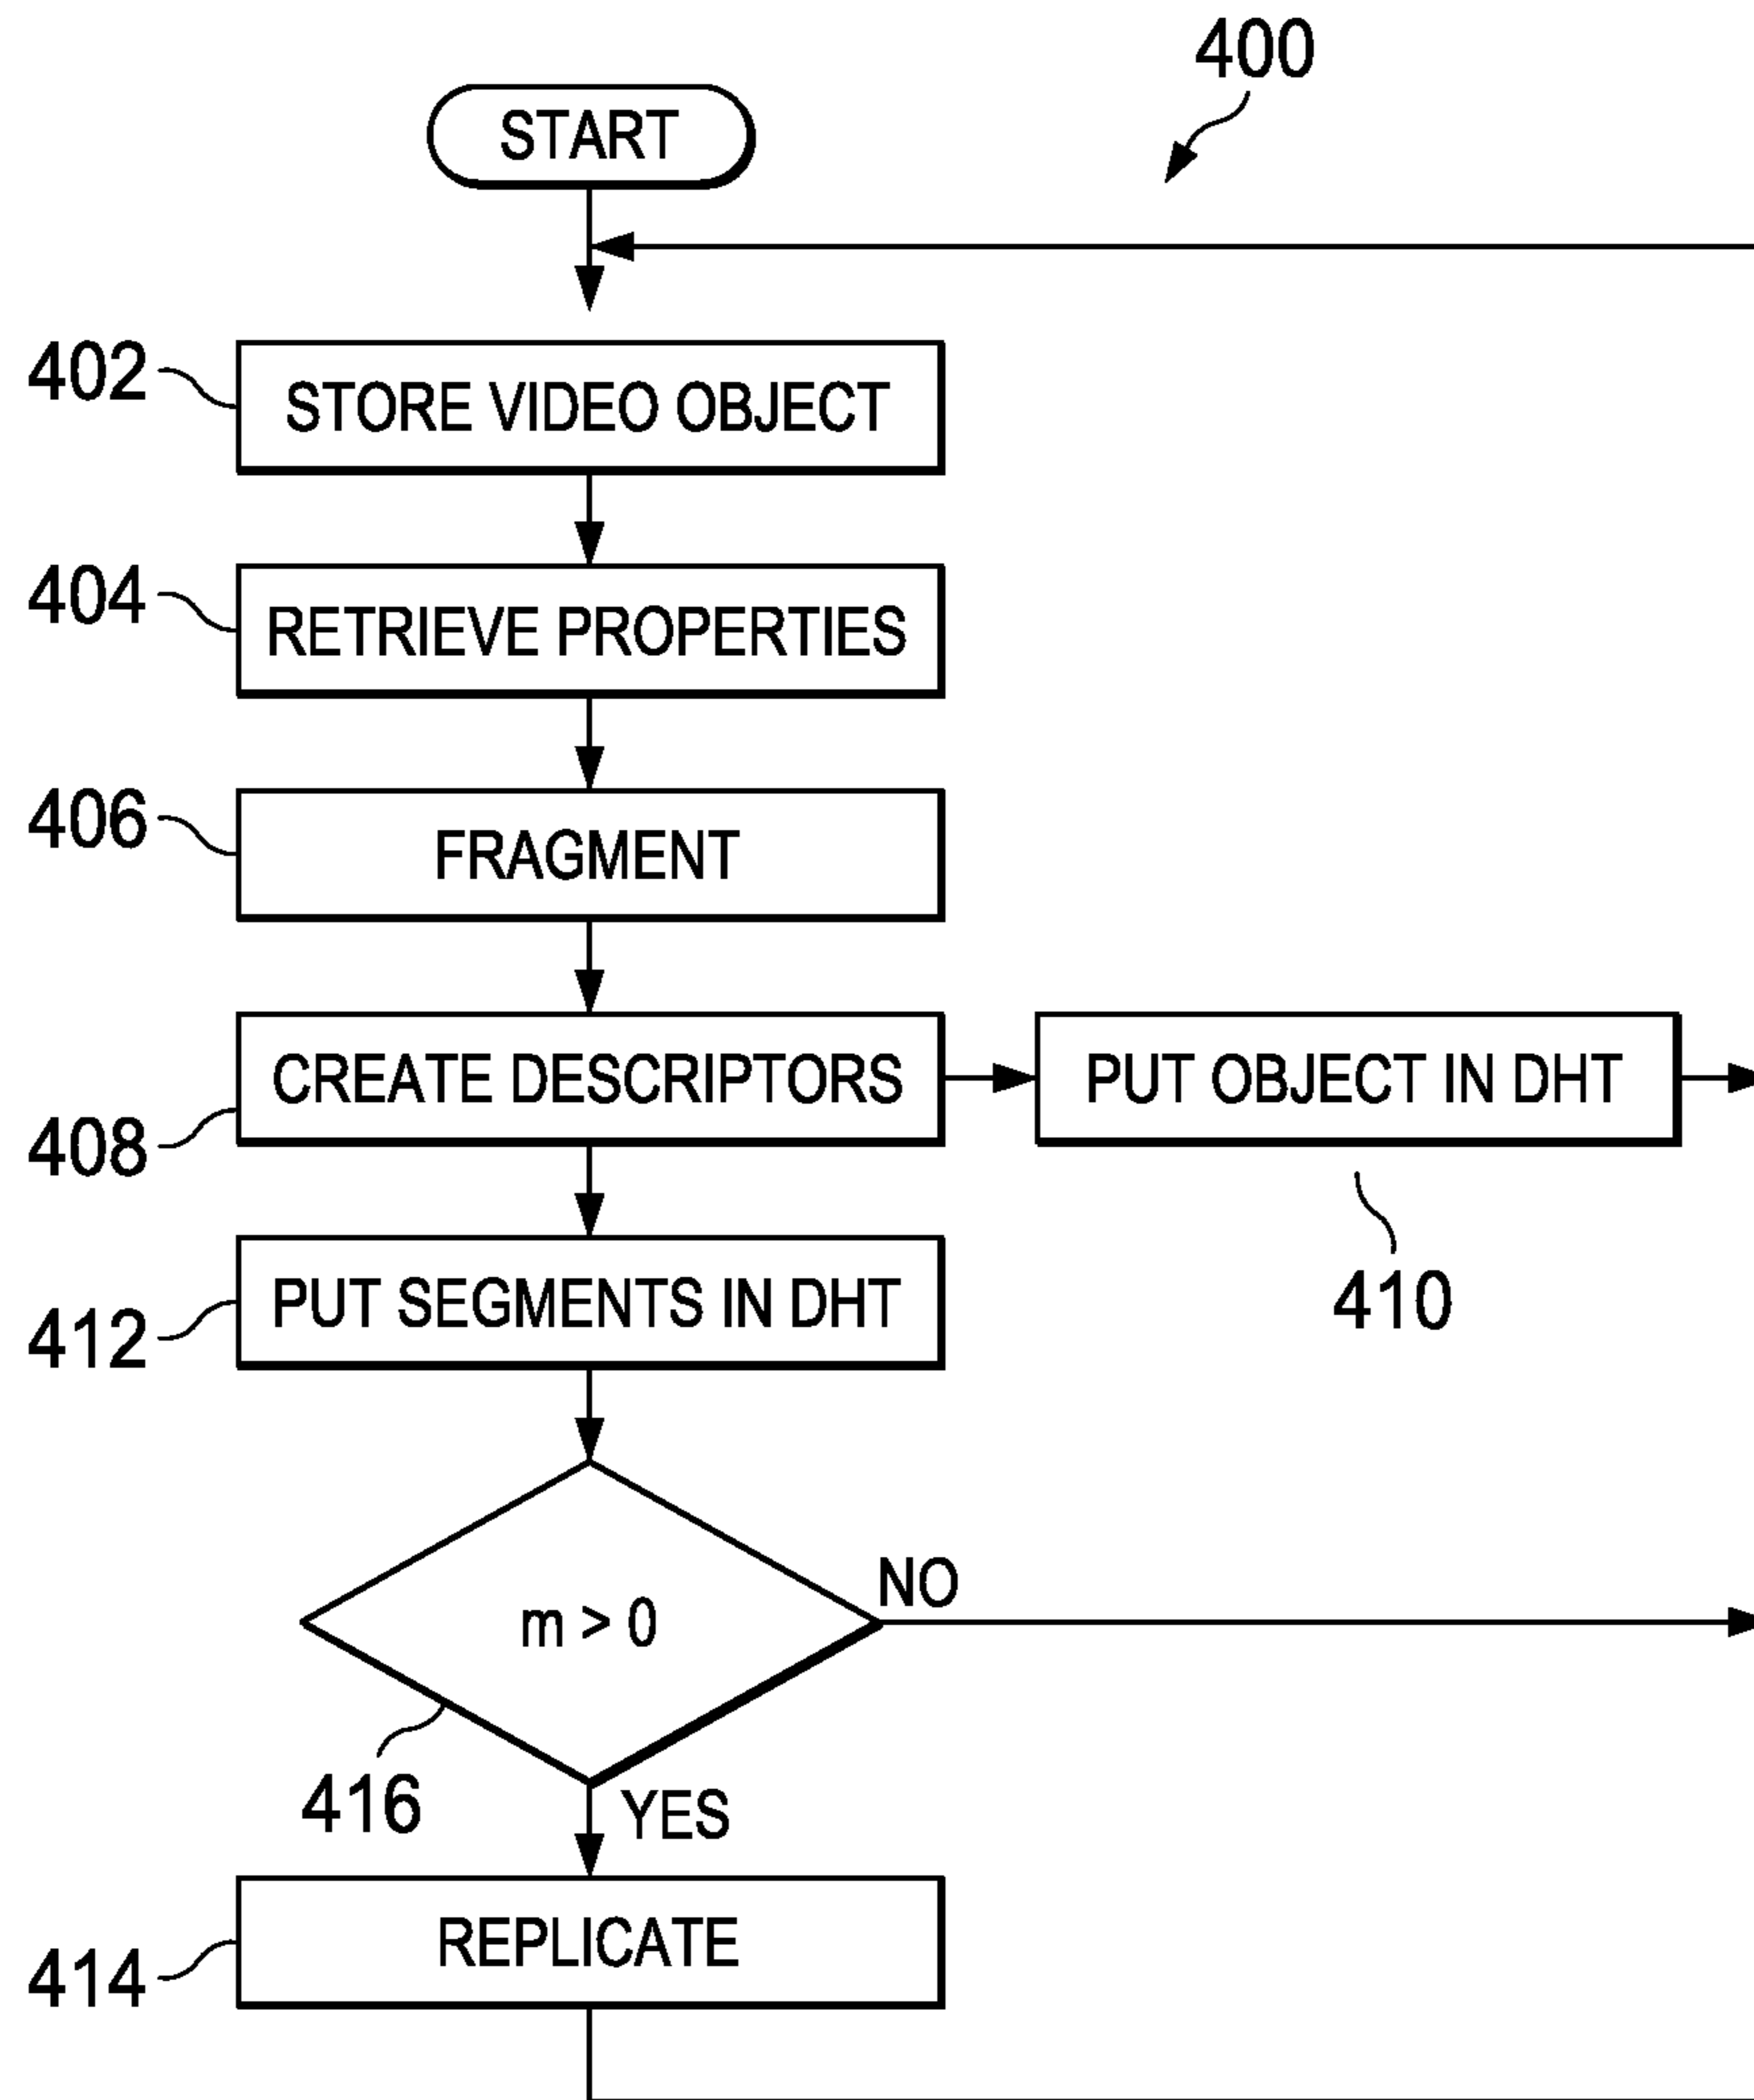 400
START
402
STORE VIDEO OBJECT
404
RETRIEVE PROPERTIES
406
FRAGMENT
CREATE DESCRIPTORS
PUT OBJECT IN DHT
408
PUT SEGMENTS IN DHT
410
412
NO
m > 0
416
YES
REPLICATE
414